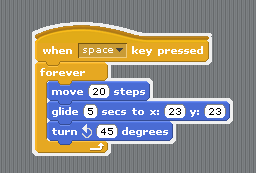 when space key pressed
forever
move 20 steps
glide 5 secs to x: 23 y: 23
turn 45 degrees